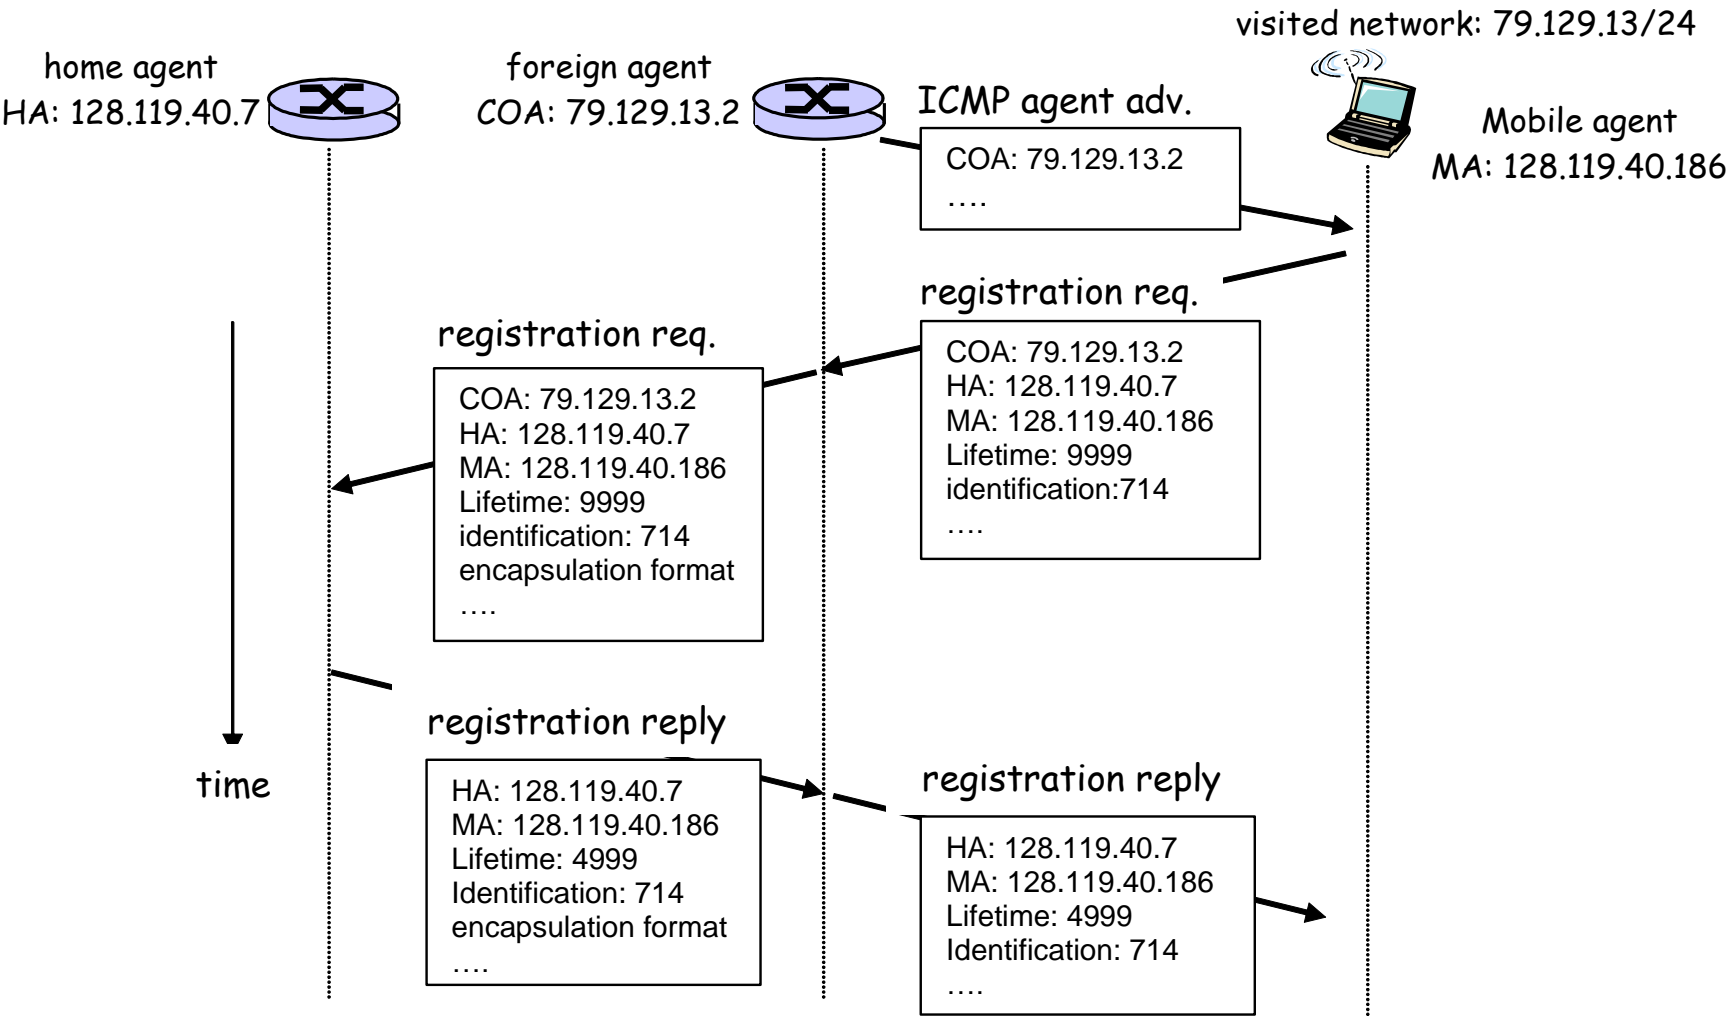 visited network: 79.129.13/24
home agent
HA: 128.119.40.7
foreign agent
COA: 79.129.13.2
ICMP agent adv.
COA: 79.129.13.2
….
Mobile agent
MA: 128.119.40.186
registration req.
COA: 79.129.13.2
HA: 128.119.40.7
MA: 128.119.40.186
Lifetime: 9999
identification:714
….
registration req.
COA: 79.129.13.2
HA: 128.119.40.7
MA: 128.119.40.186
Lifetime: 9999
identification: 714
encapsulation format
….
time
registration reply
HA: 128.119.40.7
MA: 128.119.40.186
Lifetime: 4999
Identification: 714
encapsulation format
….
registration reply
HA: 128.119.40.7
MA: 128.119.40.186
Lifetime: 4999
Identification: 714
….